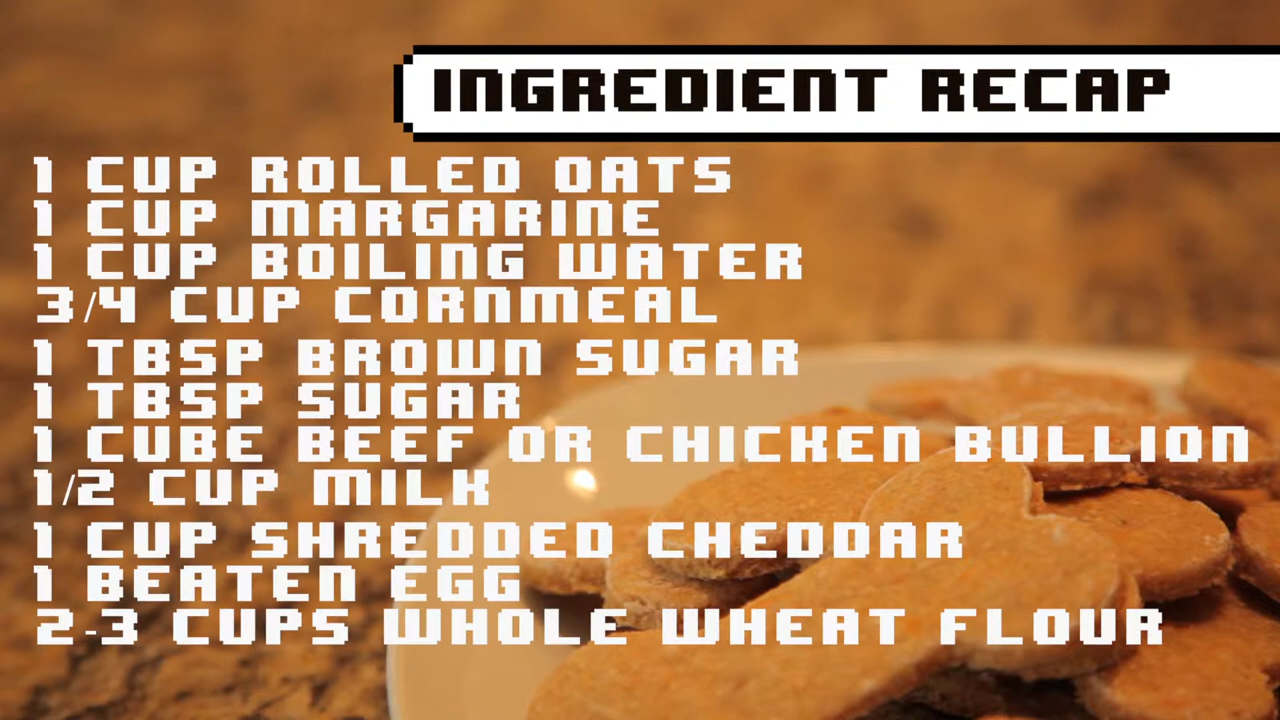 INGREDIENT RECAP
1 CUP ROLLED OATS
1 CUP MARGARINE
1 CUP BOILING WATER
3/4 CUP CORNMEAL
1 TBSP BROWN SUGAR
1 TBSP SUGAR
1 CUBE BEEF OR CHICKEN BULLION
1/2 CUP MILK
1 CUP SHREDDED CHEDDAR
1 BEATEN EGG
2-3 CUPS WHOLE WHEAT FLOUR